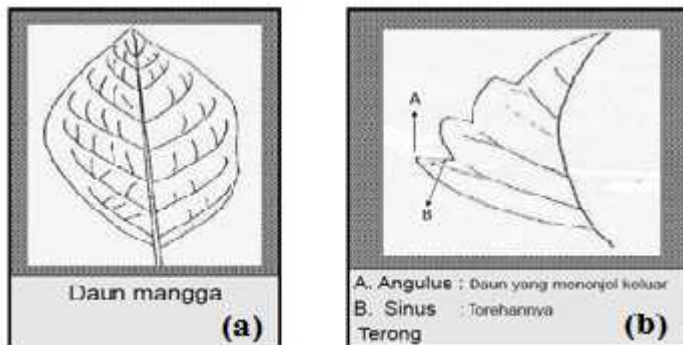 Daun mangga
(a)
A
B
A. Angulus : Daun yang menonjol keluar
B. Sinus : Torehannya
Terong
(b)